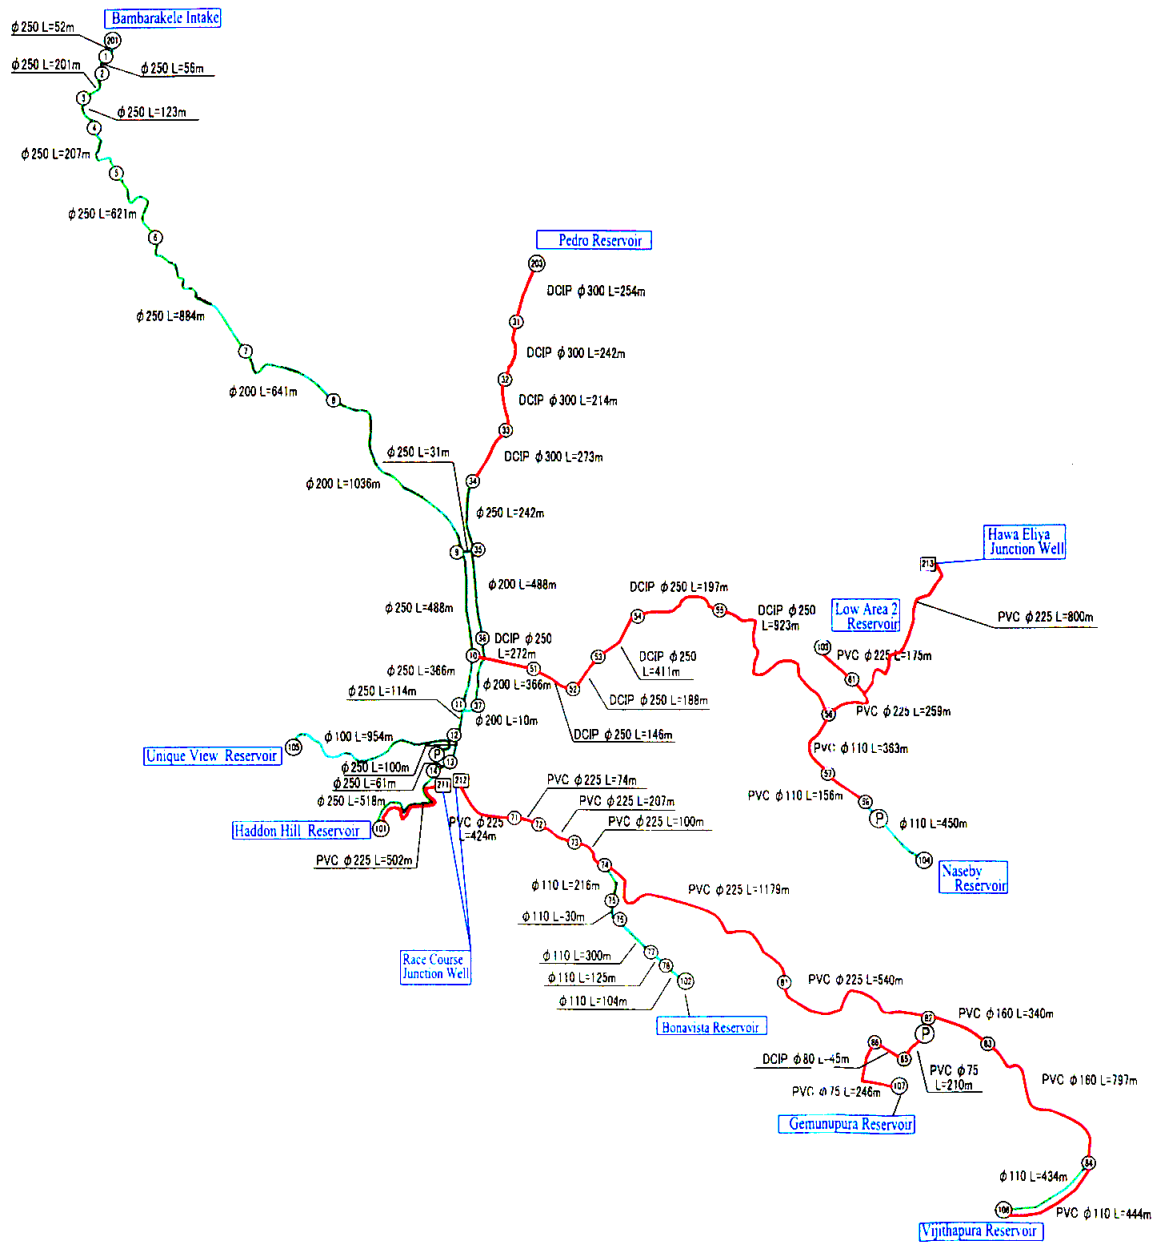 Bambarakele Intake
ϕ250 L=52m
201
1
ϕ250 L=201m
2
ϕ250 L=56m
3
ϕ250 L=123m
4
ϕ250 L=207m
5
ϕ250 L=621m
6
Pedro Reservoir
203
DCIP ϕ300 L=254m
ϕ250 L=884m
31
7
DCIP ϕ300 L=242m
32
ϕ200 L=641m
8
DCIP ϕ300 L=214m
33
ϕ250 L=31m
DCIP ϕ300 L=273m
34
ϕ200 L=1036m
ϕ250 L=242m
9
35
Hawa Eliya
Junction Well
213
ϕ200 L=488m
DCIP ϕ250 L=197m
ϕ250 L=488m
54
55
DCIP ϕ250
L=923m
Low Area 2
Reservoir
PVC ϕ225 L=800m
36
DCIP ϕ250
L=272m
103
PVC ϕ225 L=175m
10
51
53
DCIP ϕ250
L=411m
ϕ250 L=366m
ϕ200 L=366m
52
61
ϕ250 L=114m
DCIP ϕ250 L=188m
11
37
PVC ϕ225 L=259m
56
ϕ200 L=10m
ϕ100 L=954m
12
DCIP ϕ250 L=146m
105
Unique View Reservoir
P
PVC ϕ110 L=363m
ϕ250 L=100m
13
14
57
ϕ250 L=61m
211
212
PVC ϕ225 L=74m
PVC ϕ110 L=156m
ϕ250 L=518m
PVC ϕ225 L=207m
P
101
Haddon Hill Reservoir
PVC ϕ225
L=424m
71
72
PVC ϕ225 L=100m
ϕ110 L=450m
73
PVC ϕ225 L=502m
74
104
ϕ110 L=216m
PVC ϕ225 L=1179m
Naseby
Reservoir
75
ϕ110 L-30m
ϕ110 L=300m
77
Race Course
Junction Well
78
ϕ110 L=125m
102
81
PVC ϕ225 L=540m
ϕ110 L=104m
Bonavista Reservoir
82
PVC ϕ160 L=340m
P
83
86
85
DCIP ϕ80 L-45m
PVC ϕ75
L=210m
PVC ϕ160 L=797m
PVC ϕ75 L=246m
107
Gemunupura Reservoir
84
ϕ110 L=434m
106
PVC ϕ110 L=444m
Vijithapura Reservoir